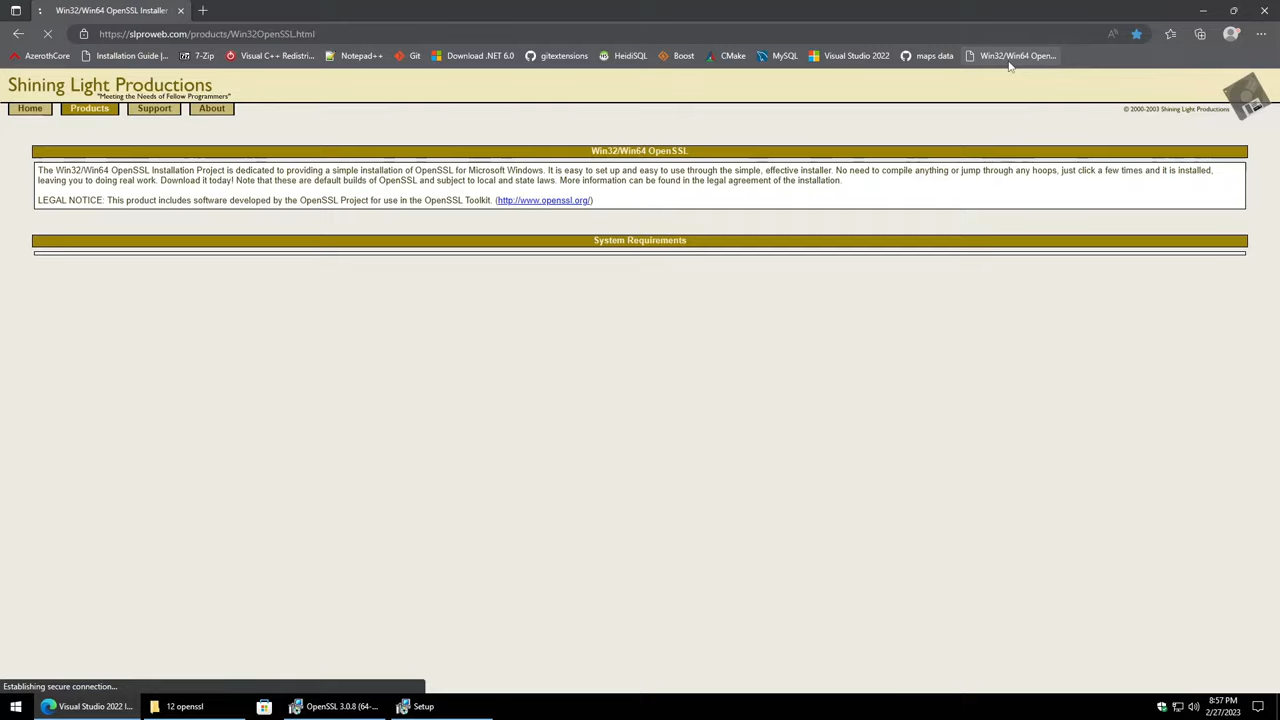 Win32/Win64 OpenSSL Installer
https://slproweb.com/products/Win32OpenSSL.html
AzerothCore
Installation Guide |...
7-Zip
Visual C++ Redistri...
Notepad++
Git
Download .NET 6.0
gitextensions
HeidiSQL
Boost
CMake
MySQL
Visual Studio 2022
maps data
Win32/Win64 Open...
Shining Light Productions
"Meeting the Needs of Fellow Programmers"
Home
Products
Support
About
© 2000-2003 Shining Light Productions
Win32/Win64 OpenSSL
The Win32/Win64 OpenSSL Installation Project is dedicated to providing a simple installation of OpenSSL for Microsoft Windows. It is easy to set up and easy to use through the simple, effective installer. No need to compile anything or jump through any hoops, just click a few times and it is installed,
leaving you to doing real work. Download it today! Note that these are default builds of OpenSSL and subject to local and state laws. More information can be found in the legal agreement of the installation.
LEGAL NOTICE: This product includes software developed by the OpenSSL Project for use in the OpenSSL Toolkit. (http://www.openssl.org/)
System Requirements
Establishing secure connection...
Visual Studio 2022 I...
12 openssl
OpenSSL 3.0.8 (64-...
Setup
8:57 PM
2/27/2023